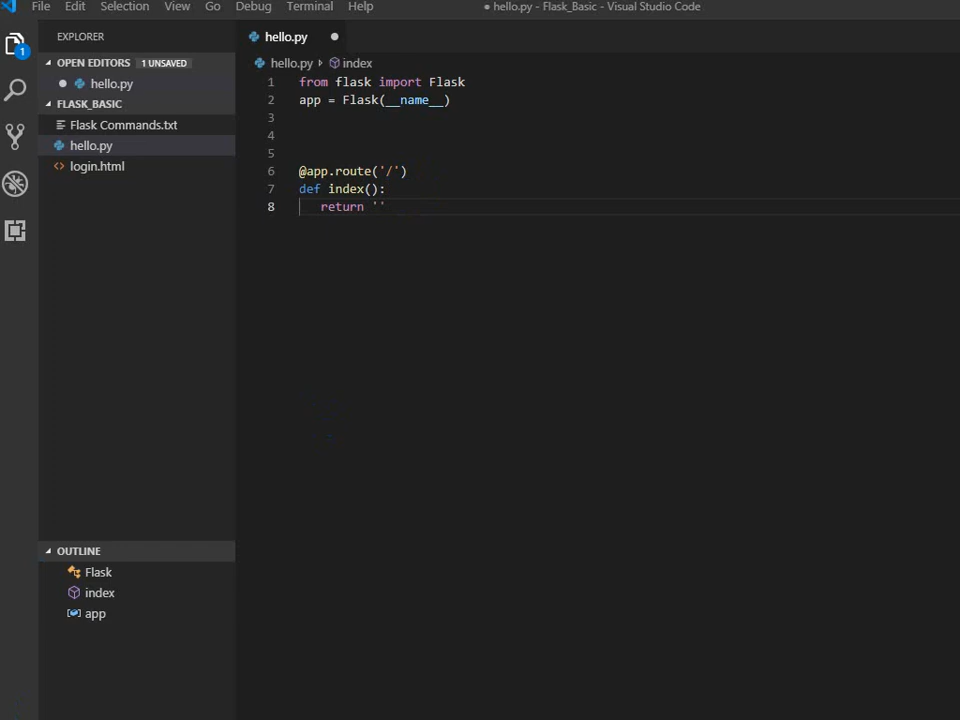 File Edit Selection View Go Debug Terminal Help
● hello.py - Flask_Basic - Visual Studio Code
EXPLORER
OPEN EDITORS 1 UNSAVED
hello.py
FLASK_BASIC
Flask Commands.txt
hello.py
login.html
OUTLINE
Flask
index
app
1
hello.py
hello.py index
1 from flask import Flask
2 app = Flask(__name__)
3
4
5
6 @app.route('/')
7 def index():
8 return ''